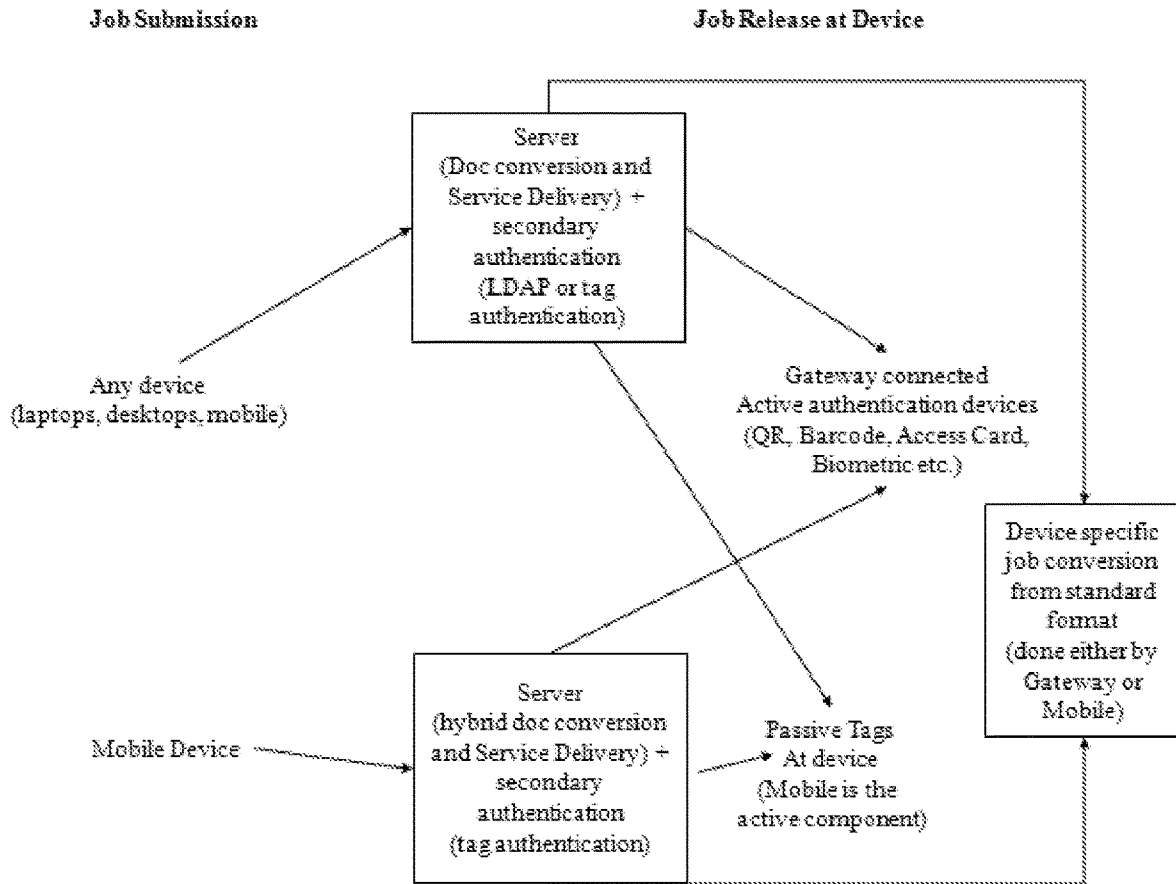 Job Submission
Job Release at Device
Server
(Doc conversion and
Service Delivery) +
secondary
authentication
(LDAP or tag
authentication)
Any device
(laptops, desktops, mobile)
Gateway connected
Active authentication devices
(QR, Barcode, Access Card,
Biometric etc.)
Device specific
job conversion
from standard
format
(done either by
Gateway or
Mobile)
Mobile Device
Server
(hybrid doc conversion
and Service Delivery) +
secondary
authentication
(tag authentication)
Passive Tags
At device
(Mobile is the
active component)